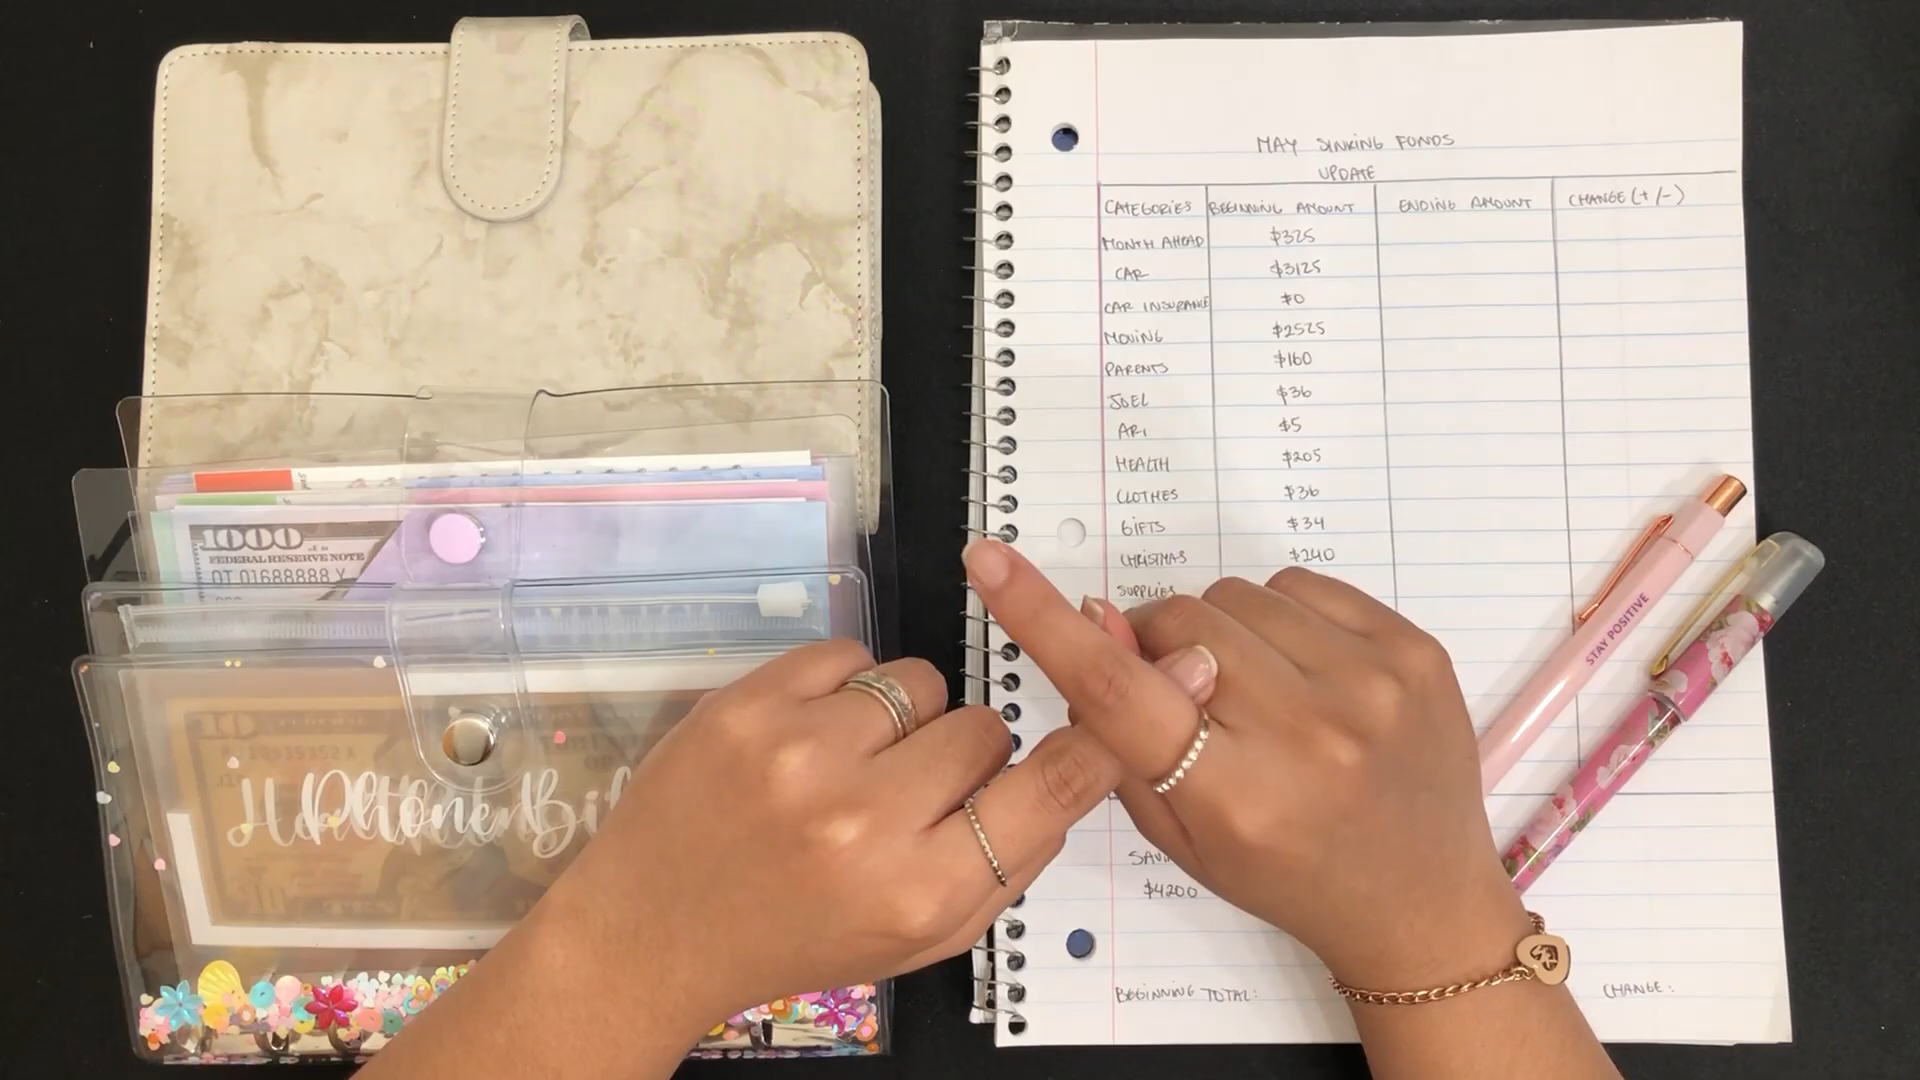 MAY SINKING FUNDS
UPDATE
CATEGORIES BEGINNING AMOUNT ENDING AMOUNT CHANGE (+/-)
MONTH AHEAD $325
CAR $3125
CAR INSURANCE $0
MOVING $2525
PARENTS $160
JOEL $36
ARI $5
HEALTH $205
CLOTHES $36
GIFTS $34
CHRISTMAS $240
SUPPLIES
$4200
BEGINNING TOTAL: CHANGE:
STAY POSITIVE
1000
FEDERAL RESERVE NOTE
01688888 Y